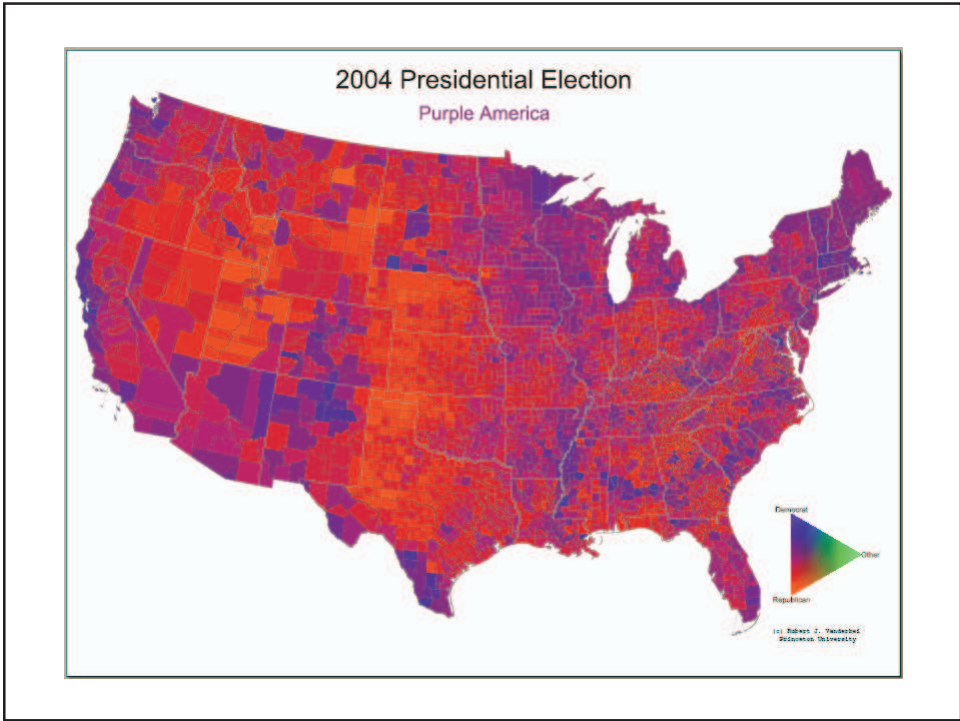 2004 Presidential Election
Purple America
Democrat
Other
Republican
(c) Robert J. Vanderbei
Princeton University